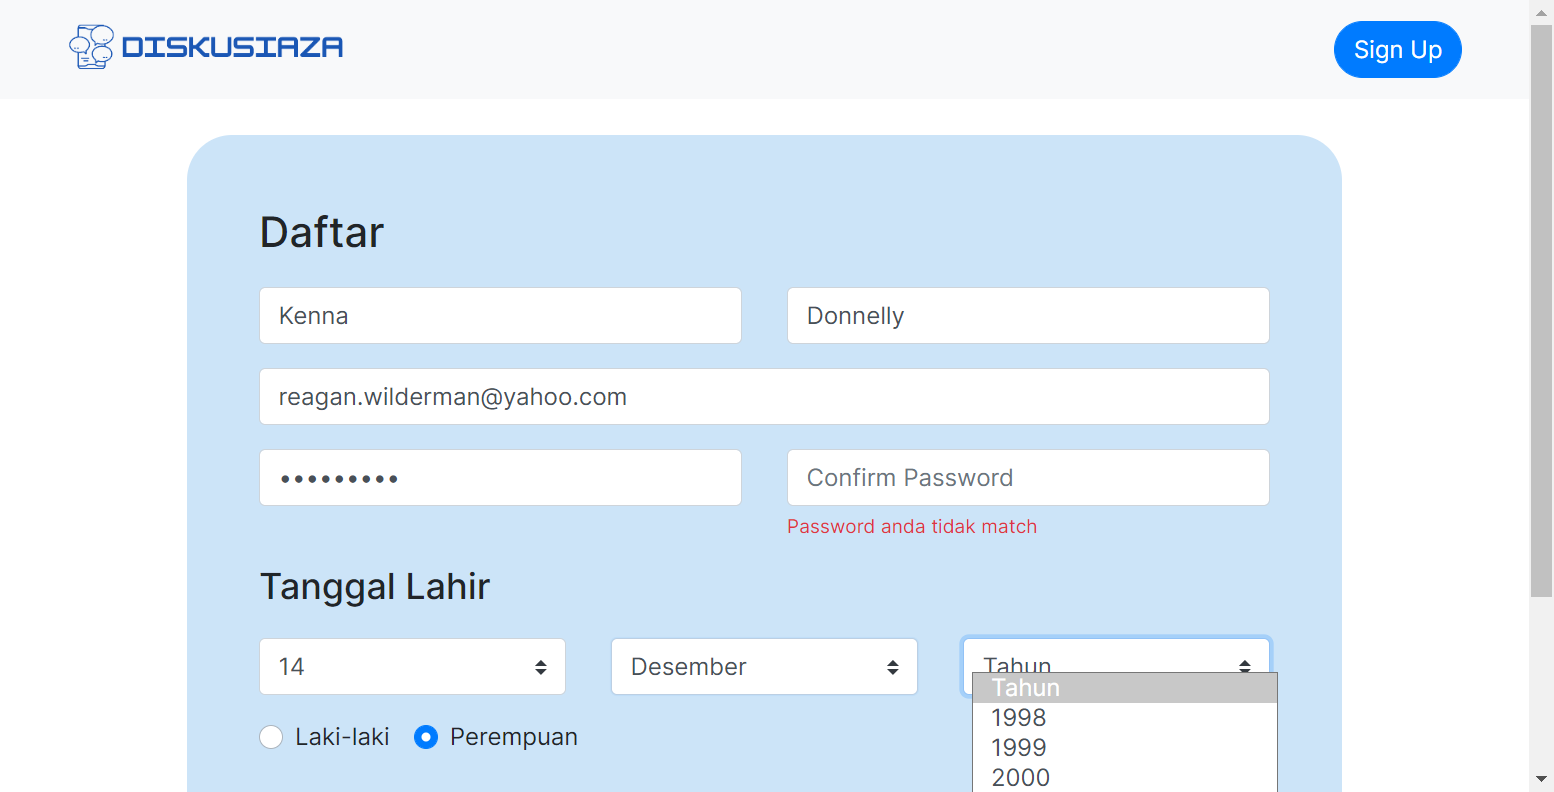 DISKUSIAZA
Sign Up
Daftar
Kenna
Donnelly
reagan.wilderman@yahoo.com
•••••••••
Confirm Password
Password anda tidak match
Tanggal Lahir
14
Desember
Tahun
Tahun
1998
1999
2000
Laki-laki
Perempuan